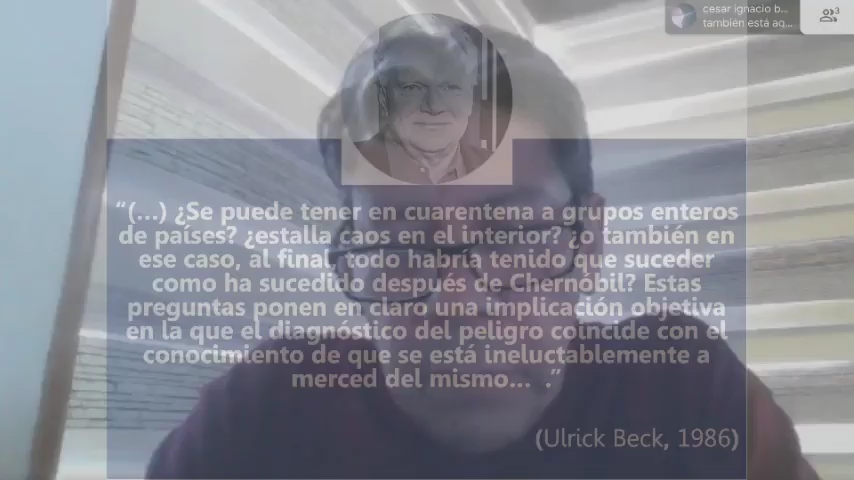 cesar ignacio b...
también está aq...
3
“(...) ¿Se puede tener en cuarentena a grupos enteros
de países? ¿estalla caos en el interior? ¿o también en
ese caso, al final, todo habría tenido que suceder
como ha sucedido después de Chernóbil? Estas
preguntas ponen en claro una implicación objetiva
en la que el diagnóstico del peligro coincide con el
conocimiento de que se está ineluctablemente a
merced del mismo... .”
(Ulrick Beck, 1986)